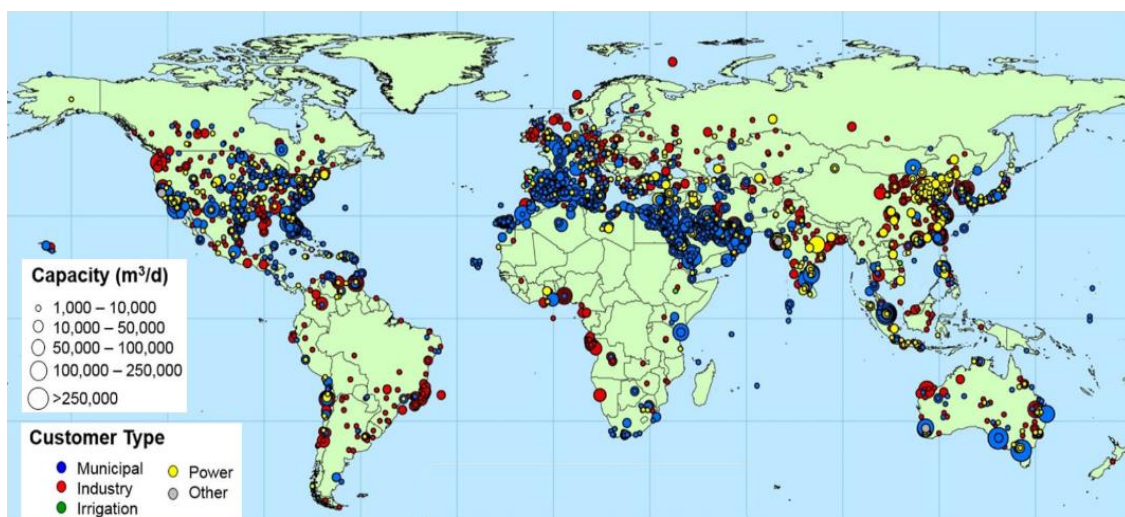 Capacity (m³/d)
1,000 – 10,000
10,000 – 50,000
50,000 – 100,000
100,000 – 250,000
>250,000
Customer Type
Municipal
Industry
Irrigation
Power
Other